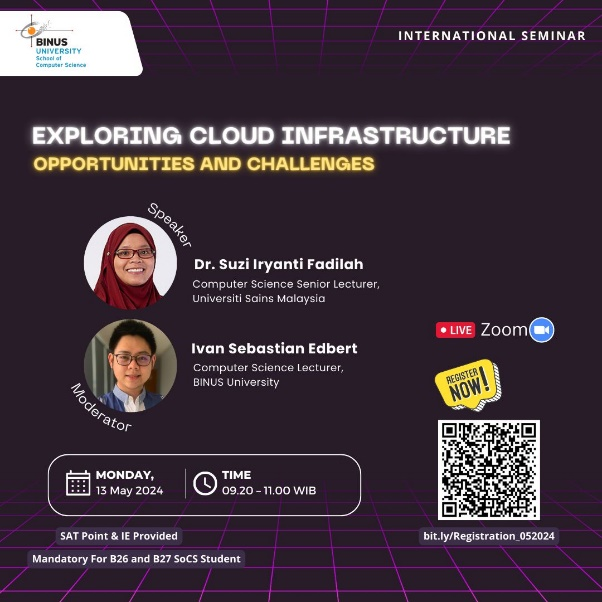 BINUS
UNIVERSITY
School of
Computer Science
INTERNATIONAL SEMINAR
EXPLORING CLOUD INFRASTRUCTURE
OPPORTUNITIES AND CHALLENGES
Speaker
Dr. Suzi Iryanti Fadilah
Computer Science Senior Lecturer,
Universiti Sains Malaysia
Ivan Sebastian Edbert
Computer Science Lecturer,
BINUS University
Moderator
LIVE Zoom
REGISTER
NOW!
MONDAY,
13 May 2024
TIME
09.20 – 11.00 WIB
SAT Point & IE Provided
bit.ly/Registration_052024
Mandatory For B26 and B27 SoCS Student